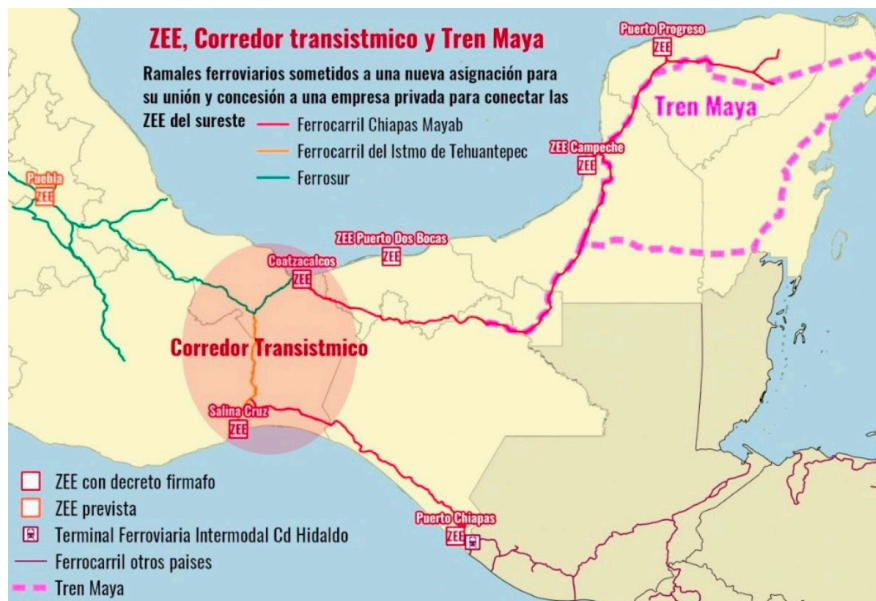 ZEE, Corredor transistmico y Tren Maya
Ramales ferroviarios sometidos a una nueva asignación para
su unión y concesión a una empresa privada para conectar las
ZEE del sureste
Ferrocarril Chiapas Mayab
Ferrocarril del Istmo de Tehuantepec
Ferrosur
Puerto Progreso
ZEE
Tren Maya
ZEE Campeche
ZEE
Puebla
ZEE
ZEE Puerto Dos Bocas
ZEE
Coatzacalcos
ZEE
Corredor Transistmico
Salina Cruz
ZEE
Puerto Chiapas
ZEE
ZEE con decreto firmafo
ZEE prevista
Terminal Ferroviaria Intermodal Cd Hidaldo
Ferrocarril otros paises
Tren Maya